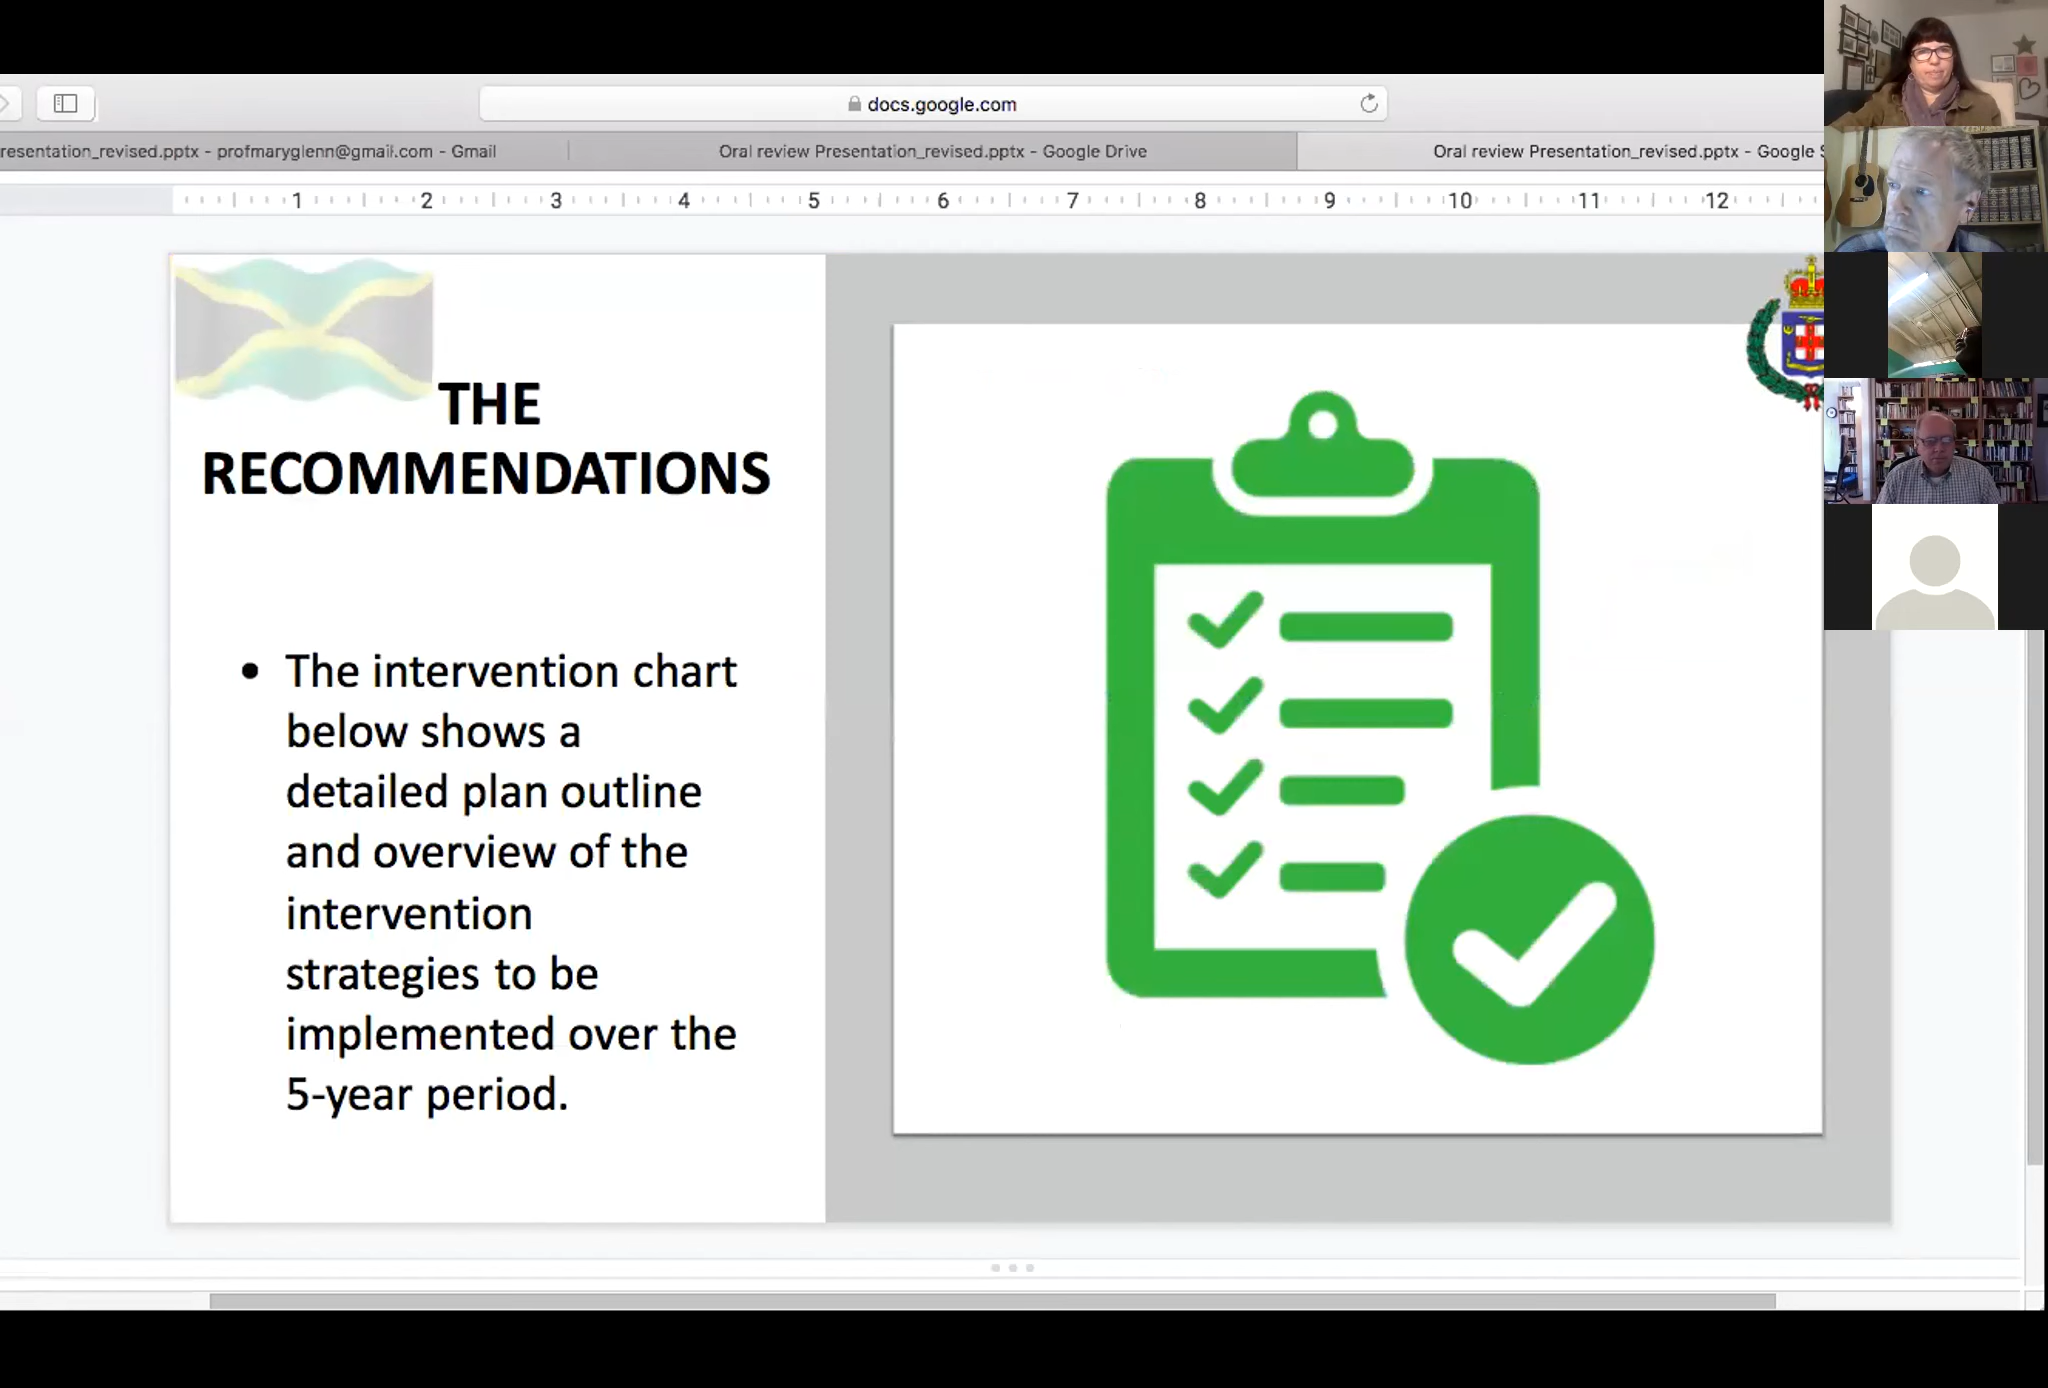 docs.google.com
resentation_revised.pptx - profmaryglenn@gmail.com - Gmail
Oral review Presentation_revised.pptx - Google Drive
Oral review Presentation_revised.pptx - Google S
1 2 3 4 5 6 7 8 9 10 11 12
THE
RECOMMENDATIONS
• The intervention chart
below shows a
detailed plan outline
and overview of the
intervention
strategies to be
implemented over the
5-year period.